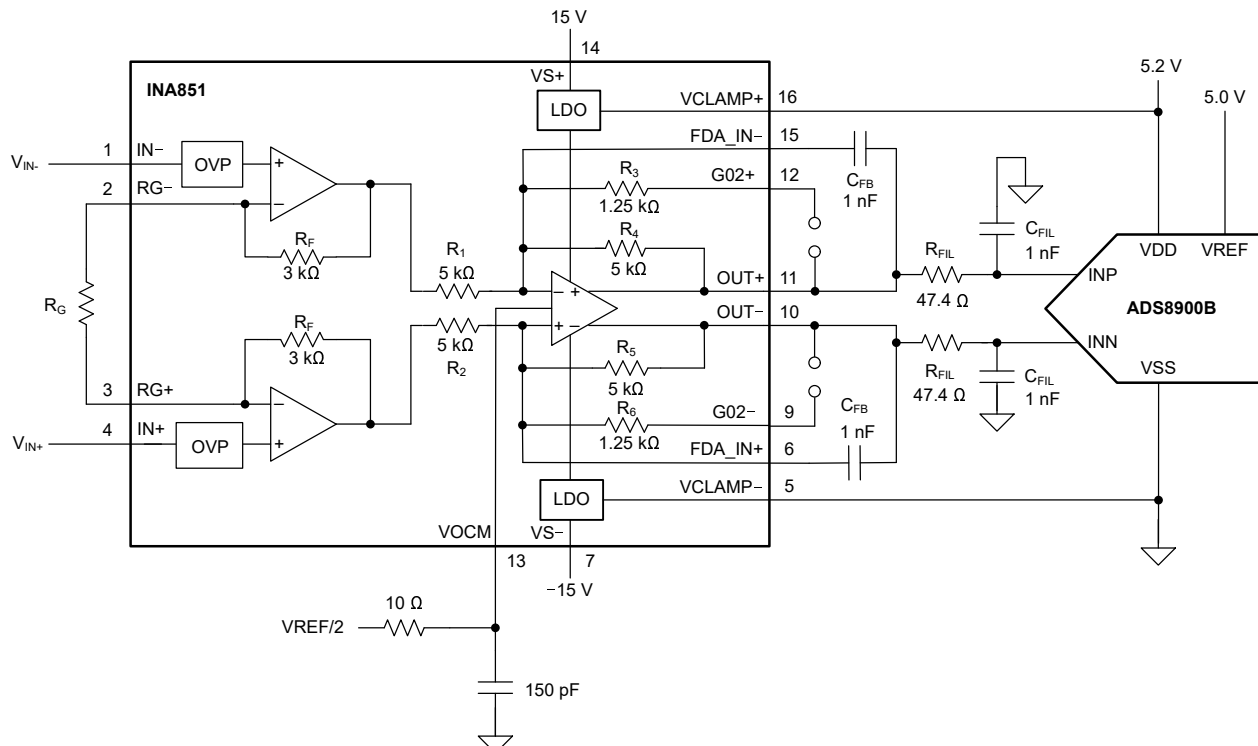 15 V
14
VS+
INA851
LDO
VCLAMP+
16
5.2 V
5.0 V
FDA_IN−
15
VIN-
1
IN−
OVP
+
2
RG−
−
R3
1.25 kΩ
G02+
12
CFB
1 nF
CFIL
1 nF
VDD
VREF
RF
3 kΩ
R4
5 kΩ
R1
5 kΩ
OUT+
11
RFIL
47.4 Ω
INP
RG
−
+
OUT−
10
ADS8900B
RF
3 kΩ
+
−
5 kΩ
R2
R5
5 kΩ
RFIL
47.4 Ω
INN
CFIL
1 nF
VSS
3
RG+
−
R6
1.25 kΩ
G02−
9
CFB
1 nF
VIN+
4
IN+
OVP
+
FDA_IN+
6
LDO
VCLAMP−
5
VOCM
VS−
13
7
−15 V
10 Ω
VREF/2
150 pF